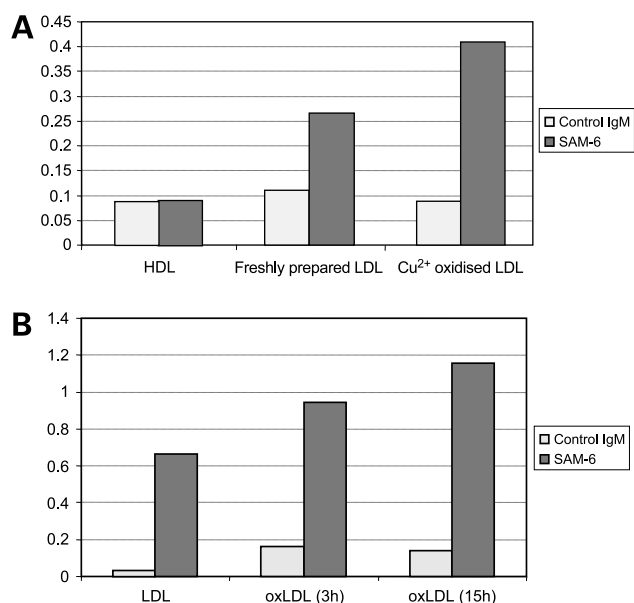 A
0.45
0.4
0.35
0.3
0.25
0.2
0.15
0.1
0.05
0
HDL Freshly prepared LDL Cu²⁺ oxidised LDL
Control IgM
SAM-6
B
1.4
1.2
1
0.8
0.6
0.4
0.2
0
LDL oxLDL (3h) oxLDL (15h)
Control IgM
SAM-6